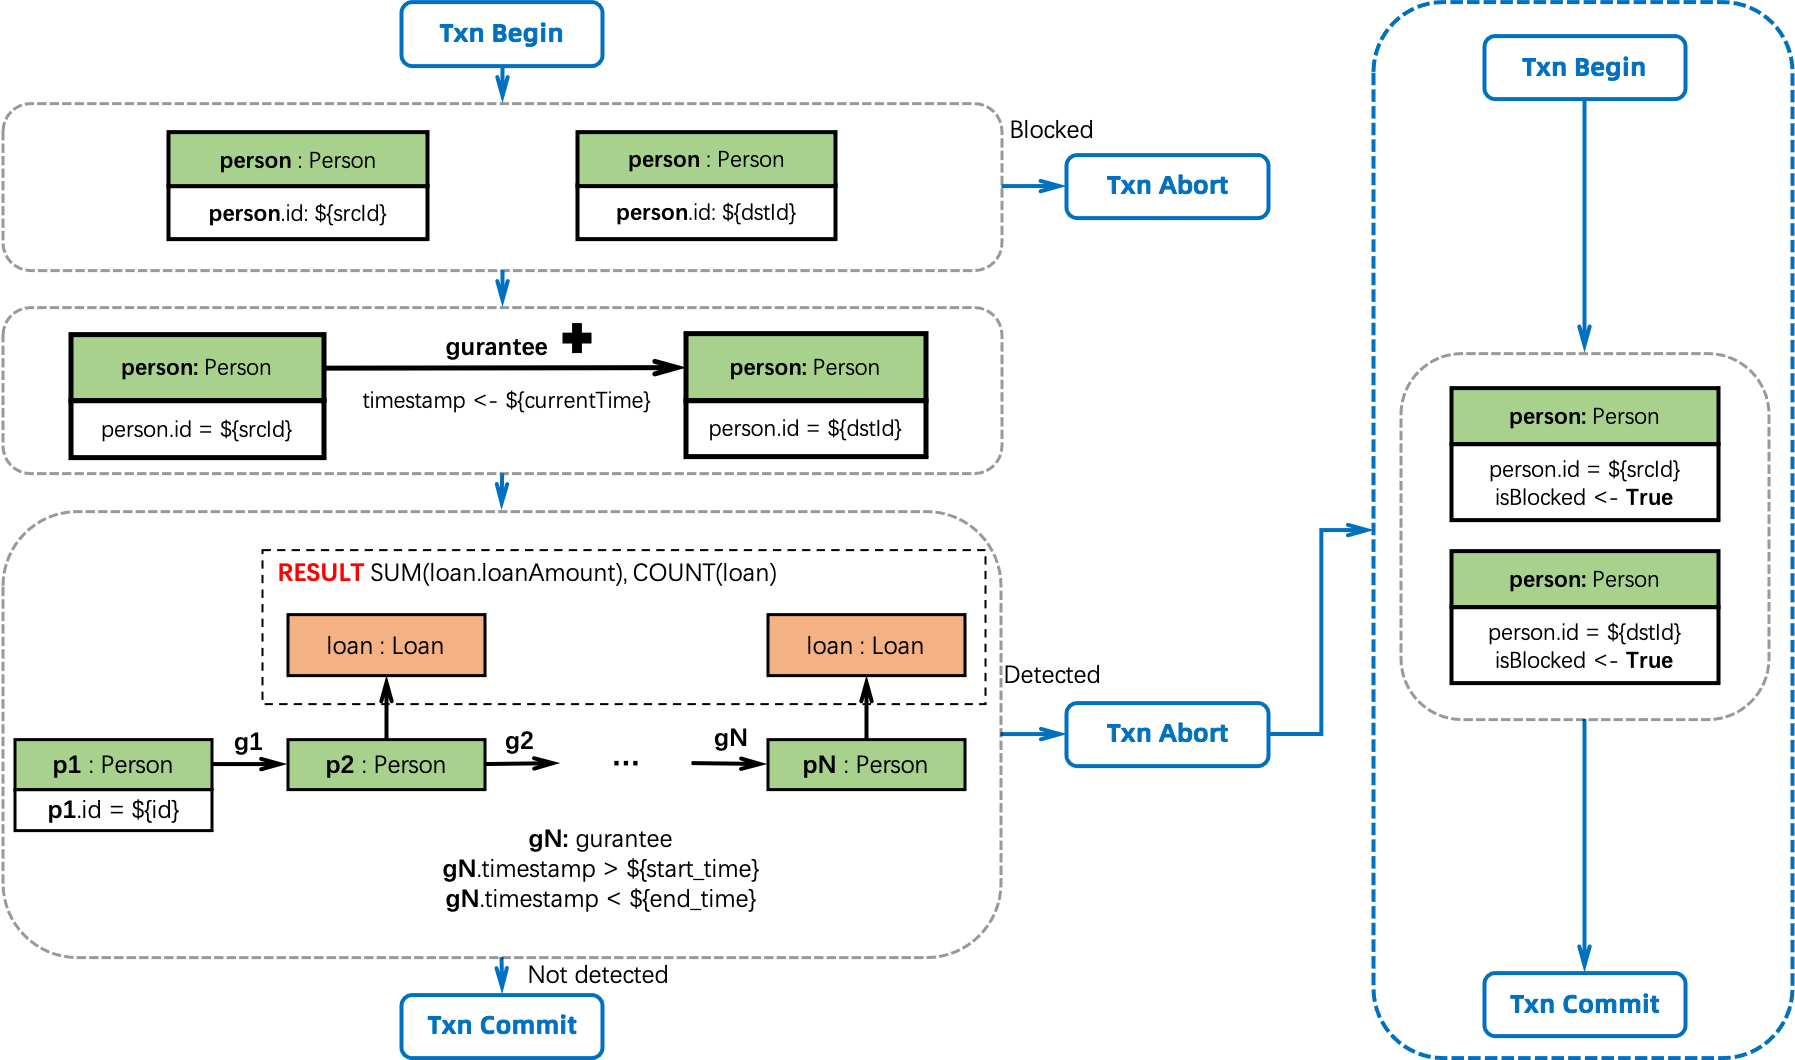 Txn Begin
person : Person
person.id: ${srcId}
person : Person
person.id: ${dstId}
Blocked
Txn Abort
person: Person
person.id = ${srcId}
gurantee
timestamp <- ${currentTime}
person: Person
person.id = ${dstId}
RESULT SUM(loan.loanAmount), COUNT(loan)
loan : Loan
loan : Loan
p1 : Person
p1.id = ${id}
g1
p2 : Person
g2
...
gN
pN : Person
gN: gurantee
gN.timestamp > ${start_time}
gN.timestamp < ${end_time}
Detected
Txn Abort
Not detected
Txn Commit
Txn Begin
person: Person
person.id = ${srcId}
isBlocked <- True
person: Person
person.id = ${dstId}
isBlocked <- True
Txn Commit